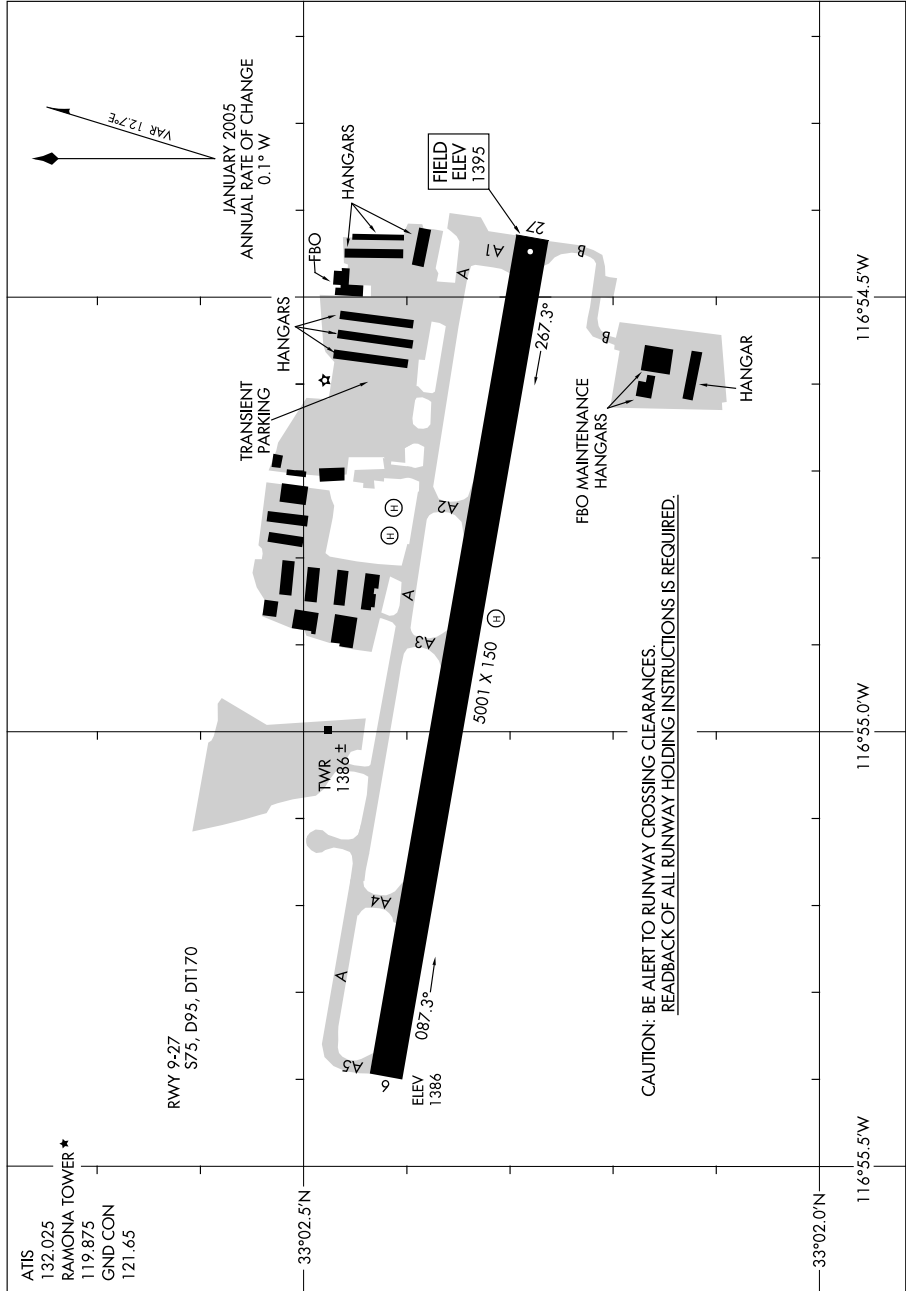 ATIS
132.025
RAMONA TOWER ★
119.875
GND CON
121.65
RWY 9-27
S75, D95, DT170
VAR 12.7°E
JANUARY 2005
ANNUAL RATE OF CHANGE
0.1° W
HANGARS
FIELD
ELEV
1395
FBO
HANGARS
TRANSIENT
PARKING
TWR
1386 ±
A
A
A
A1
A2
A3
A4
A5
B
B
H
H
H
27
9
ELEV
1386
087.3°
5001 X 150
267.3°
FBO MAINTENANCE
HANGARS
HANGAR
CAUTION: BE ALERT TO RUNWAY CROSSING CLEARANCES.
READBACK OF ALL RUNWAY HOLDING INSTRUCTIONS IS REQUIRED.
33°02.5'N
33°02.0'N
116°55.5'W
116°55.0'W
116°54.5'W